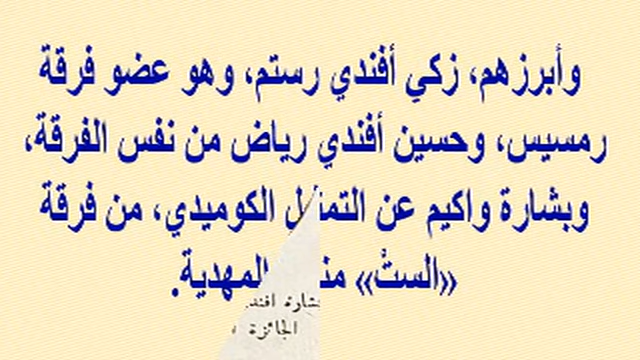 وأبرزهم، زكي أفندي رستم، وهو عضو فرقة
رمسيس، وحسين أفندي رياض من نفس الفرقة،
وبشارة واكيم عن الكوميدي، من فرقة
«الستْ» المهدية.
الجائزة